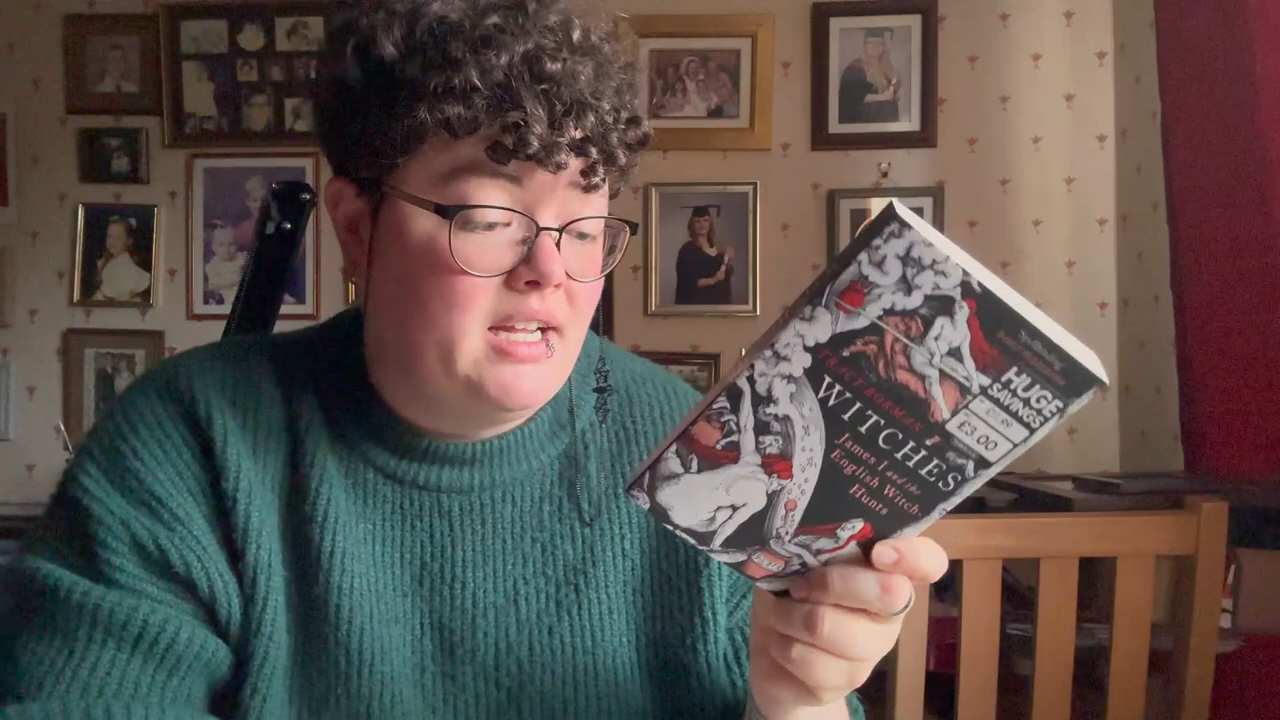 TRACY BORMAN
WITCHES
James I and the
English Witch-
Hunts
HUGE
SAVINGS
£3.00